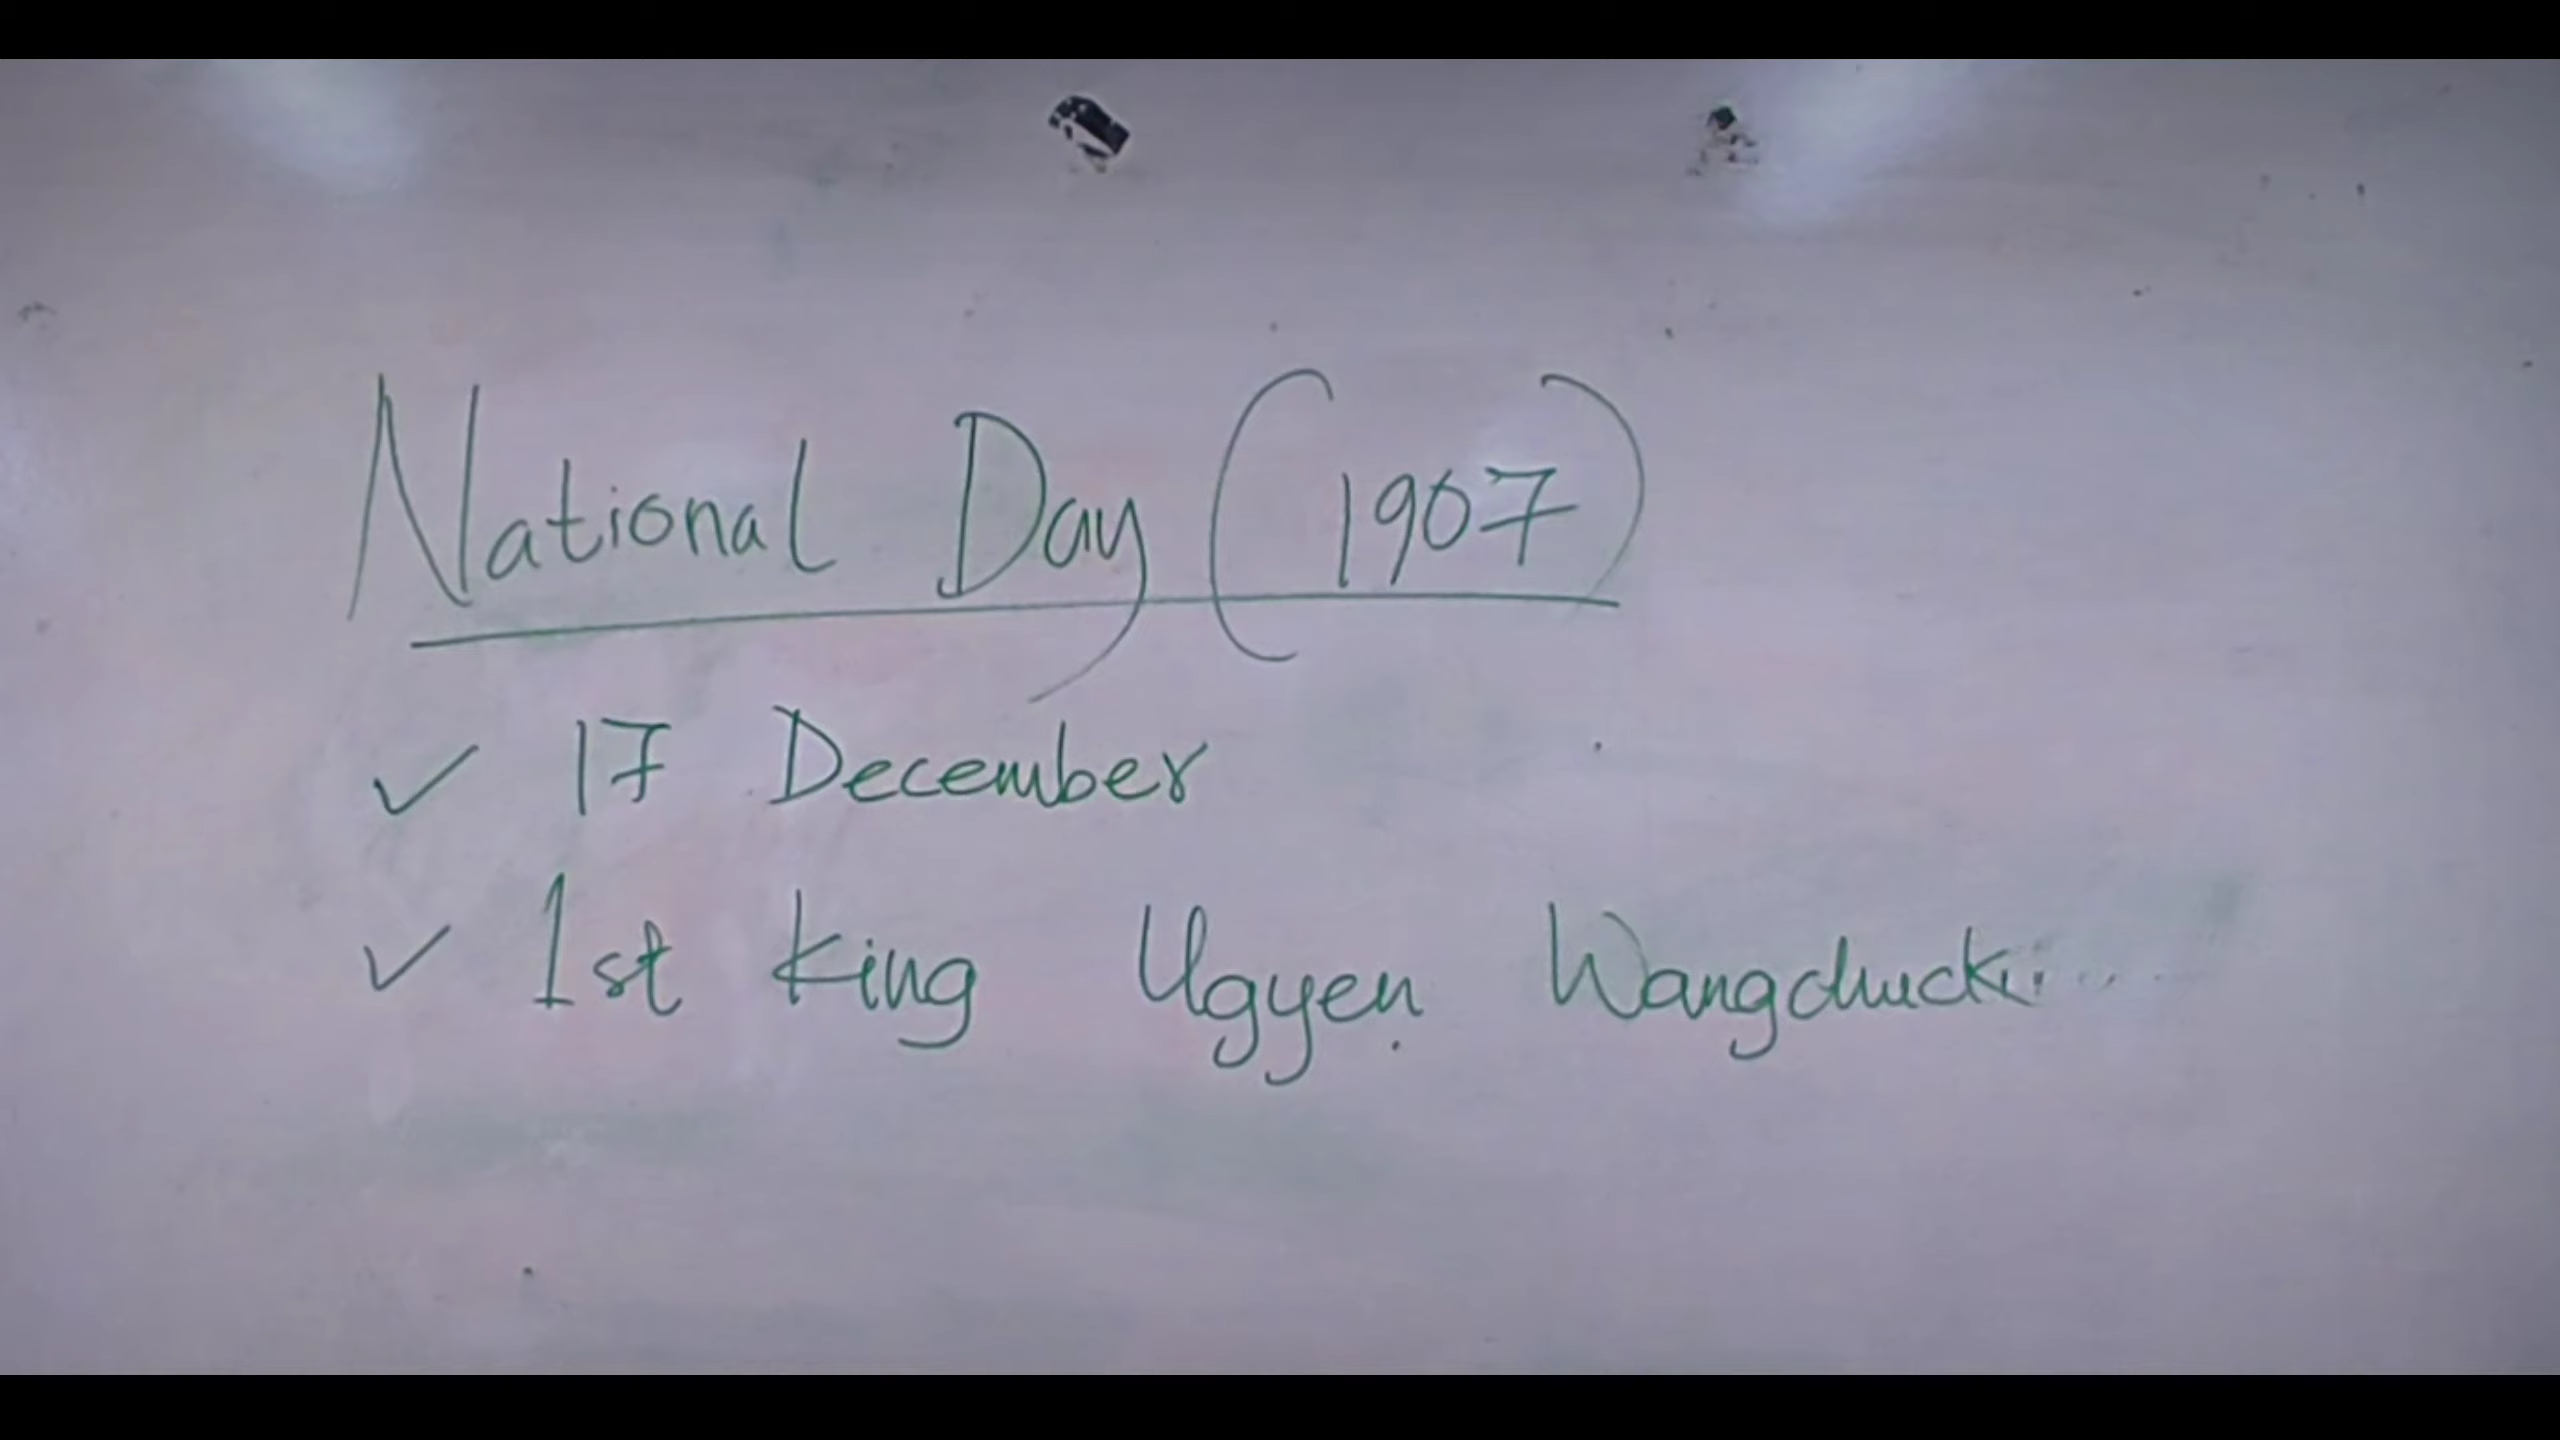 National Day (1907)
✓ 17 December
✓ 1st King Ugyen Wangchuck